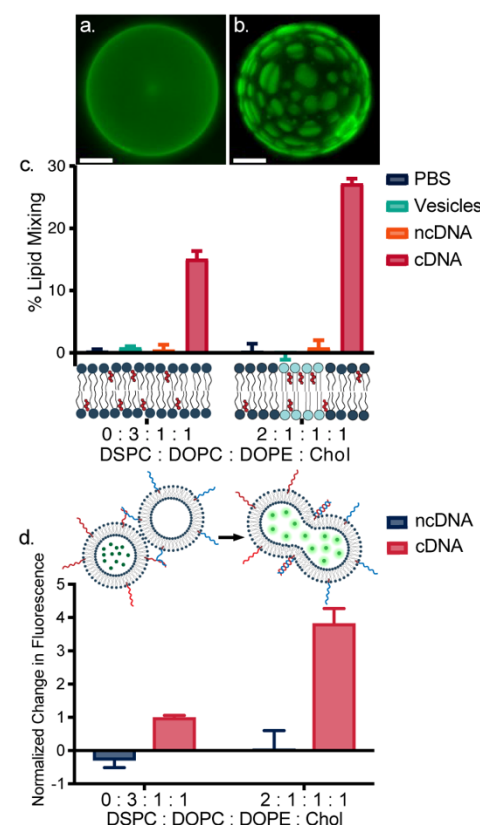 a.
b.
c.
30
20
10
0
% Lipid Mixing
PBS
Vesicles
ncDNA
cDNA
0 : 3 : 1 : 1
2 : 1 : 1 : 1
DSPC : DOPC : DOPE : Chol
d.
ncDNA
cDNA
5
4
3
2
1
0
-1
Normalized Change in Fluorescence
0 : 3 : 1 : 1
2 : 1 : 1 : 1
DSPC : DOPC : DOPE : Chol